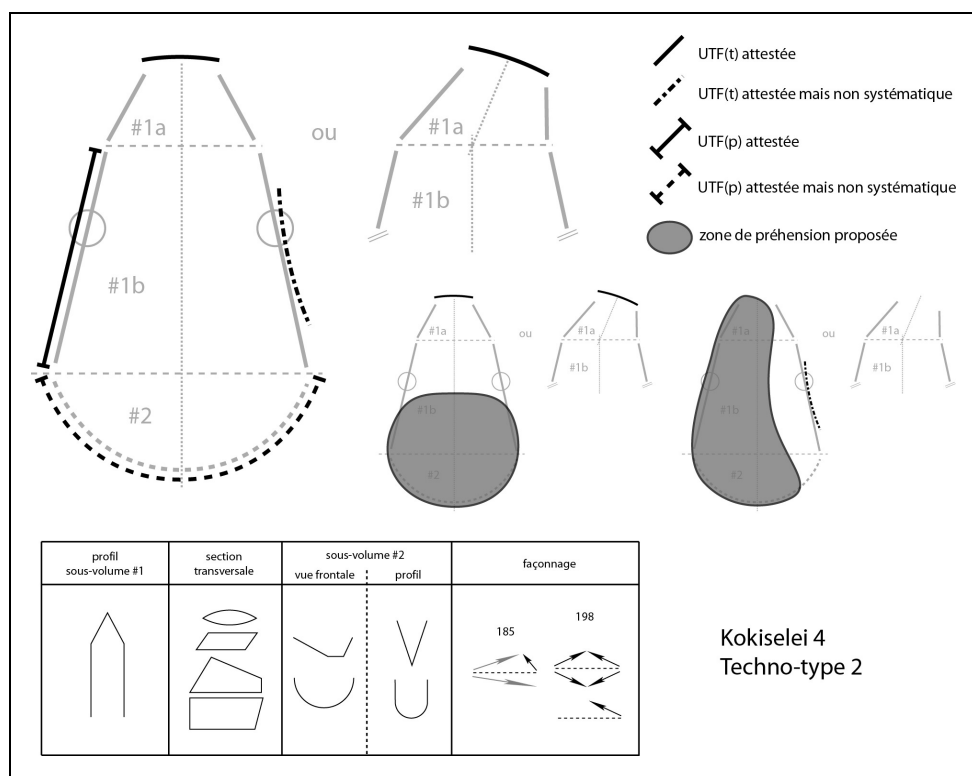 #1a
#1b
#2
ou
#1a
#1b
UTF(t) attestée
UTF(t) attestée mais non systématique
UTF(p) attestée
UTF(p) attestée mais non systématique
zone de préhension proposée
#1a
#1b
#2
ou
#1a
#1b
#1a
#1b
#2
ou
#1a
#1b
profil
sous-volume #1
section
transversale
sous-volume #2
vue frontale
profil
façonnage
185
198
Kokiselei 4
Techno-type 2